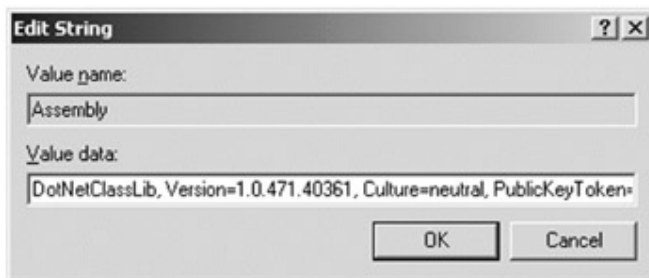 Edit String
Value name:
Assembly
Value data:
DotNetClassLib, Version=1.0.471.40361, Culture=neutral, PublicKeyToken=
OK Cancel